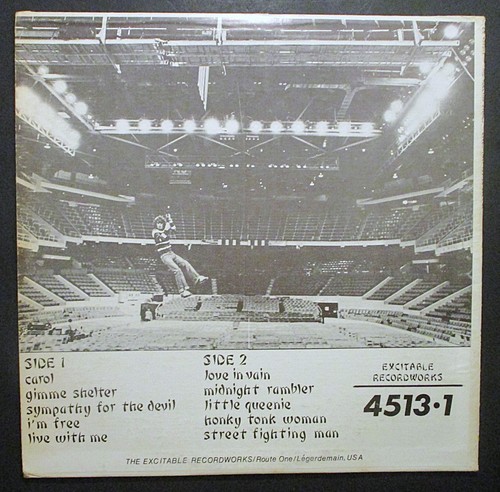 SIDE 1
carol
gimme shelter
sympathy for the devil
i'm free
live with me
SIDE 2
love in vain
midnight rambler
little queenie
honky tonk woman
street fighting man
EXCITABLE
RECORDWORKS
4513·1
THE EXCITABLE RECORDWORKS/Route One/Légerdemain, USA